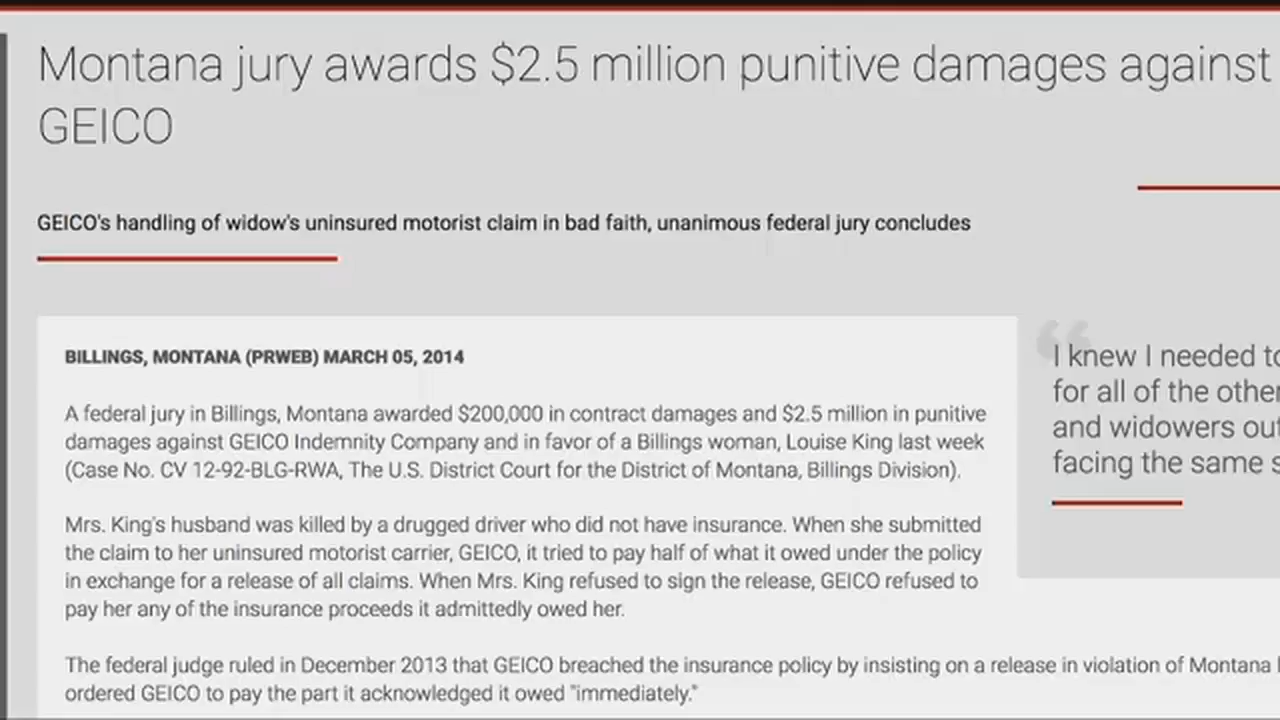 Montana jury awards $2.5 million punitive damages against
GEICO
GEICO's handling of widow's uninsured motorist claim in bad faith, unanimous federal jury concludes
BILLINGS, MONTANA (PRWEB) MARCH 05, 2014
A federal jury in Billings, Montana awarded $200,000 in contract damages and $2.5 million in punitive
damages against GEICO Indemnity Company and in favor of a Billings woman, Louise King last week
(Case No. CV 12-92-BLG-RWA, The U.S. District Court for the District of Montana, Billings Division).
Mrs. King's husband was killed by a drugged driver who did not have insurance. When she submitted
the claim to her uninsured motorist carrier, GEICO, it tried to pay half of what it owed under the policy
in exchange for a release of all claims. When Mrs. King refused to sign the release, GEICO refused to
pay her any of the insurance proceeds it admittedly owed her.
The federal judge ruled in December 2013 that GEICO breached the insurance policy by insisting on a release in violation of Montana
ordered GEICO to pay the part it acknowledged it owed "immediately."
“
I knew I needed
for all of the other
and widowers
facing the same